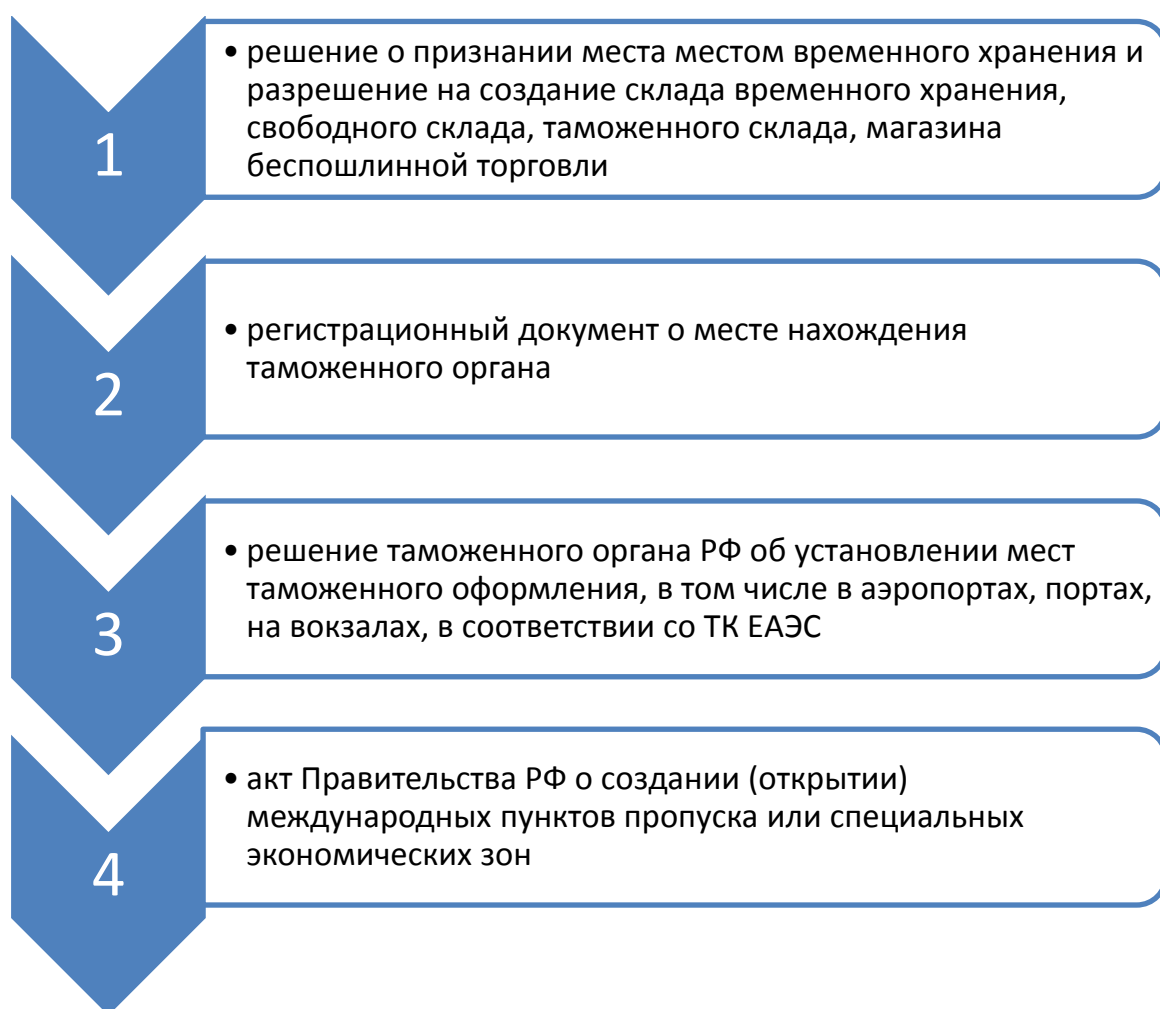 1
• решение о признании места местом временного хранения и
разрешение на создание склада временного хранения,
свободного склада, таможенного склада, магазина
беспошлинной торговли
2
• регистрационный документ о месте нахождения
таможенного органа
3
• решение таможенного органа РФ об установлении мест
таможенного оформления, в том числе в аэропортах, портах,
на вокзалах, в соответствии со ТК ЕАЭС
4
• акт Правительства РФ о создании (открытии)
международных пунктов пропуска или специальных
экономических зон